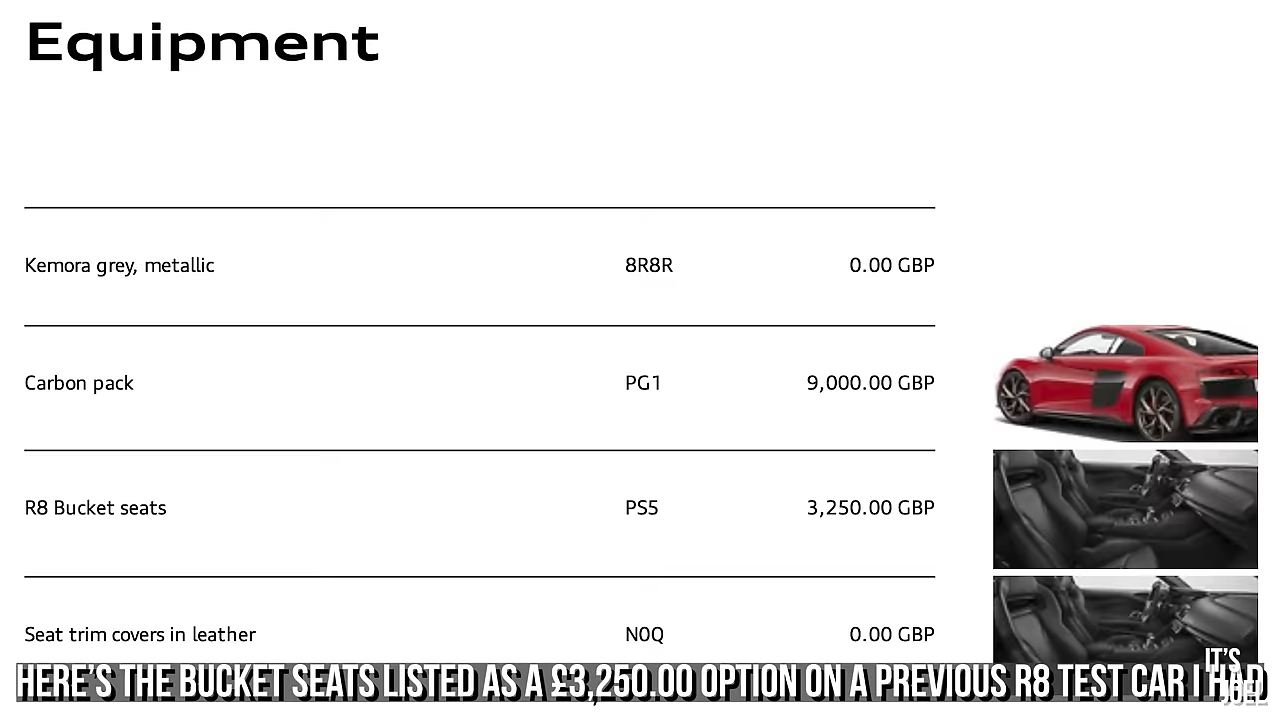 Equipment
Kemora grey, metallic 8R8R 0.00 GBP
Carbon pack PG1 9,000.00 GBP
R8 Bucket seats PS5 3,250.00 GBP
Seat trim covers in leather N0Q 0.00 GBP
IT'S
HERE'S THE BUCKET SEATS LISTED AS A £3,250.00 OPTION ON A PREVIOUS R8 TEST CAR I HAD
JOEL